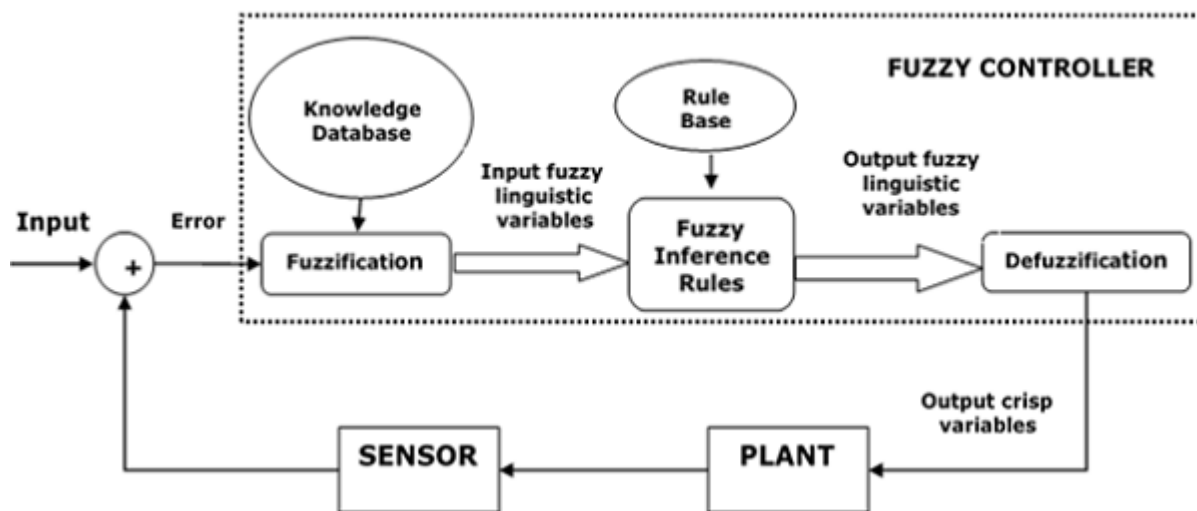 FUZZY CONTROLLER
Knowledge
Database
Rule
Base
Input fuzzy
linguistic
variables
Output fuzzy
linguistic
variables
Input
Error
+
Fuzzification
Fuzzy
Inference
Rules
Defuzzification
Output crisp
variables
SENSOR
PLANT